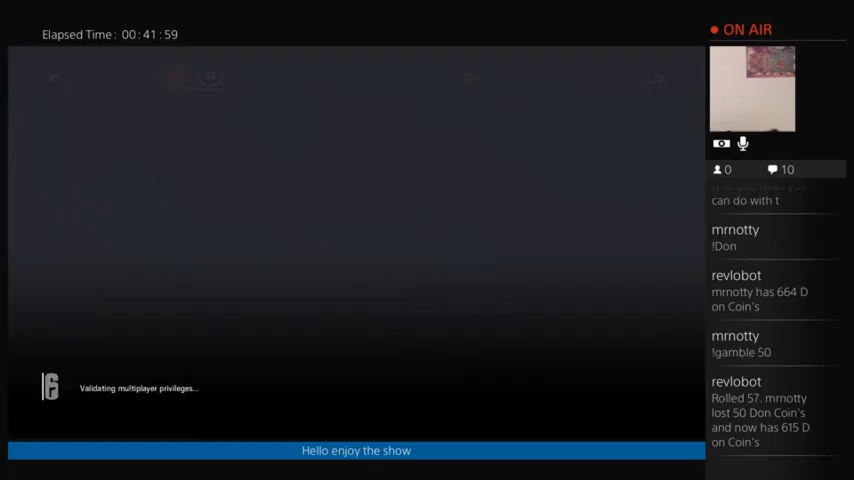 Elapsed Time: 00:41:59
ON AIR
0
10
can do with t
mrnotty
!Don
revlobot
mrnotty has 664 D
on Coin's
mrnotty
!gamble 50
revlobot
Rolled 57. mrnotty
lost 50 Don Coin's
and now has 615 D
on Coin's
6
Validating multiplayer privileges...
Hello enjoy the show